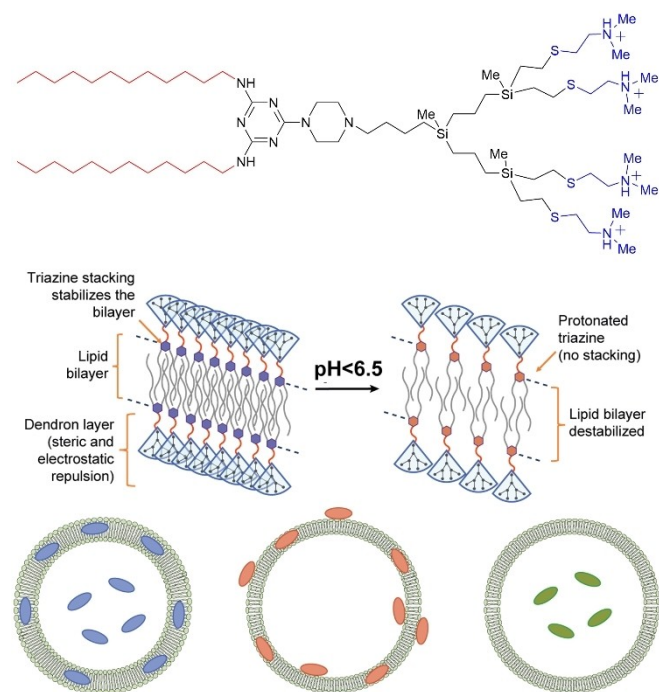 Me
S
H
N
+
Me
Me
Si
S
Me
H
N
+
Me
NH
N
N
N
N
N
NH
Me
Si
Me
Si
S
Me
H
N
+
Me
S
Me
H
N
+
Me
Triazine stacking
stabilizes the
bilayer
Lipid
bilayer
Dendron layer
(steric and
electrostatic
repulsion)
pH<6.5
Protonated
triazine
(no stacking)
Lipid bilayer
destabilized